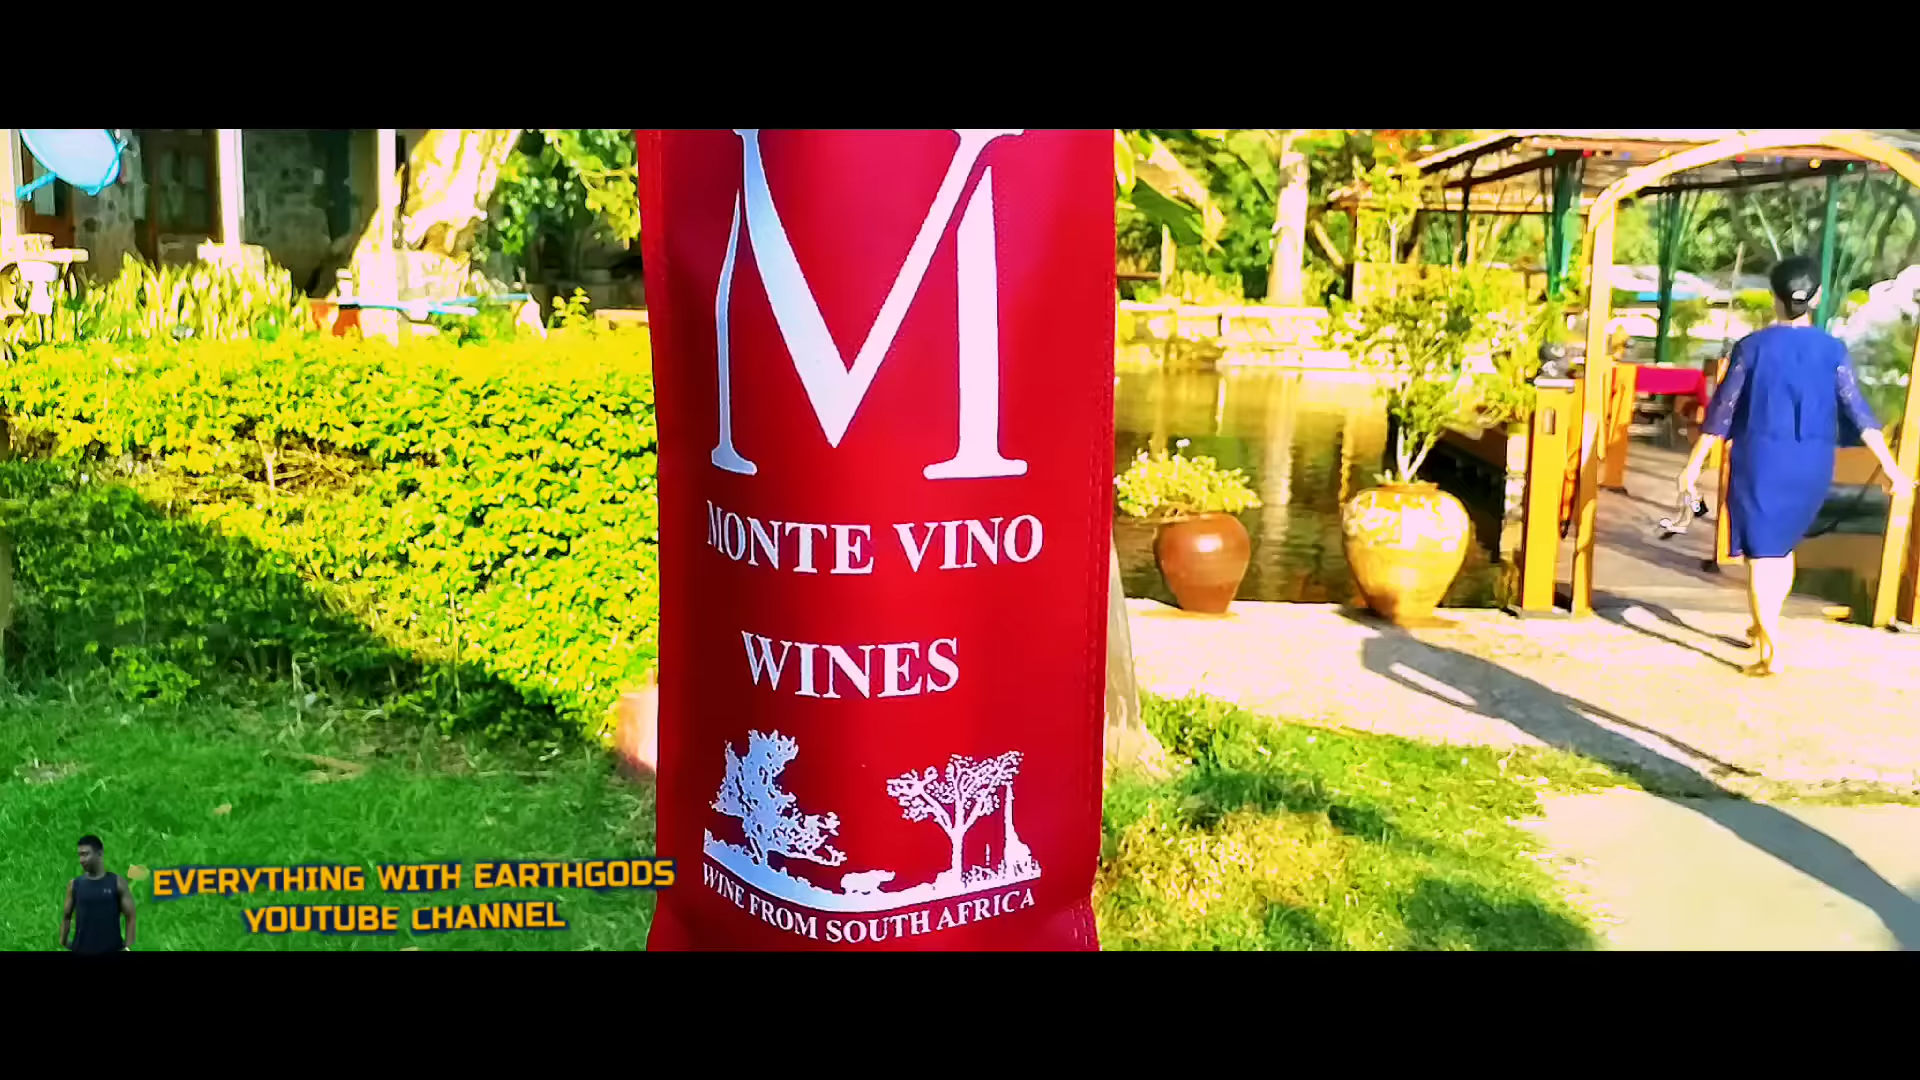 M
MONTE VINO
WINES
WINE FROM SOUTH AFRICA
EVERYTHING WITH EARTHGODS
YOUTUBE CHANNEL